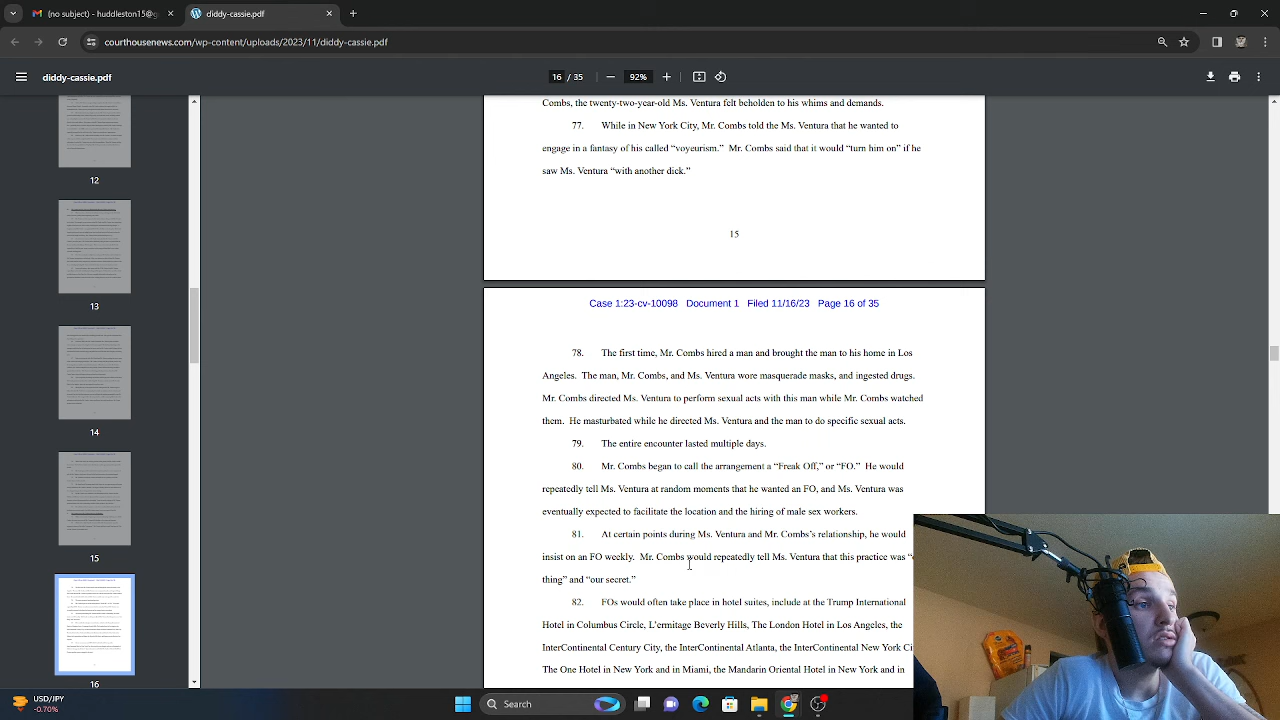 (no subject) - huddleston15@g
diddy-cassie.pdf
courthousenews.com/wp-content/uploads/2023/11/diddy-cassie.pdf
diddy-cassie.pdf
16 / 35
92%
Combs, the twenty-two-year-old Ms. Ventura felt beholden to his whims and demands.
77. While in New York City, Mr. Combs told the Ms. Ventura that he wanted to
engage in a fantasy of his called “voyeurism.” Mr. Combs said that it would “turn him on” if he
saw Ms. Ventura “with another dick.”
15
Case 1:23-cv-10098 Document 1 Filed 11/16/23 Page 16 of 35
78. The first time, Mr. Combs hired a man and brought the man to his home in Los
Angeles. The man, Mr. Combs, and Ms. Ventura wore masquerade masks, and ingested drugs.
Mr. Combs directed Ms. Ventura to perform sexual acts with this man while Mr. Combs watched
them. He masturbated while he directed Ms. Ventura and the man to do specific sexual acts.
79. The entire encounter lasted multiple days.
80. Mr. Combs began to call the arrangement a “freak off” or “FO.” He would
usually tell Ms. Ventura at random moments that he wanted an FO, and Ms. Ventura was
eventually expected to facilitate the location and the hiring of the sex workers.
81. At certain points during Ms. Ventura and Mr. Combs’s relationship, he would
insist on an FO weekly. Mr. Combs would repeatedly tell Ms. Ventura that this practice was
and
82. FOs would often occur in hotels, including the Trump International
Hotel in Columbus Circle, L’ermitage Beverly Hills, The London Hotel in Los Angeles, the
InterContinental Century City, the InterContinental Atlanta, the InterContinental New York Ci
The One Hotel in New York and in Miami, the Mandarin Oriental Hotel in New York and in
12
13
14
15
16
USD/JPY
-0.70%
Search